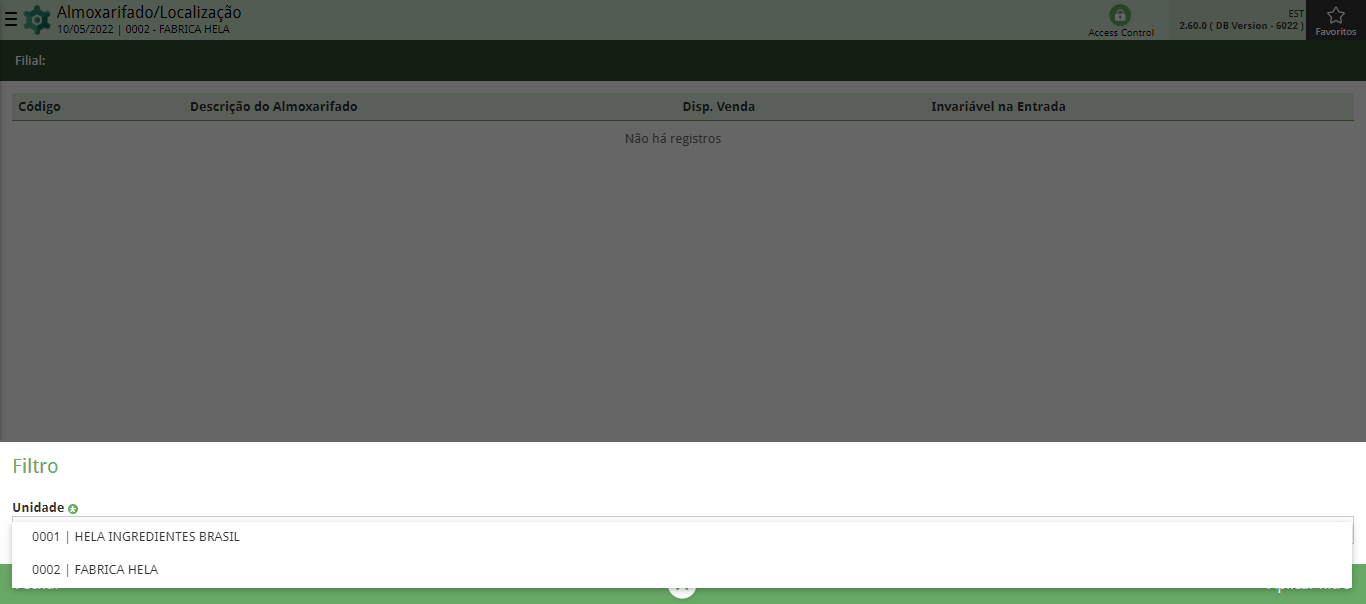 Almoxarifado/Localização
10/05/2022 | 0002 - FABRICA HELA
Access Control
EST
2.60.0 ( DB Version - 6022 )
Favoritos
Filial:
Código Descrição do Almoxarifado Disp. Venda Invariável na Entrada
Não há registros
Filtro
Unidade
0001 | HELA INGREDIENTES BRASIL
0002 | FABRICA HELA